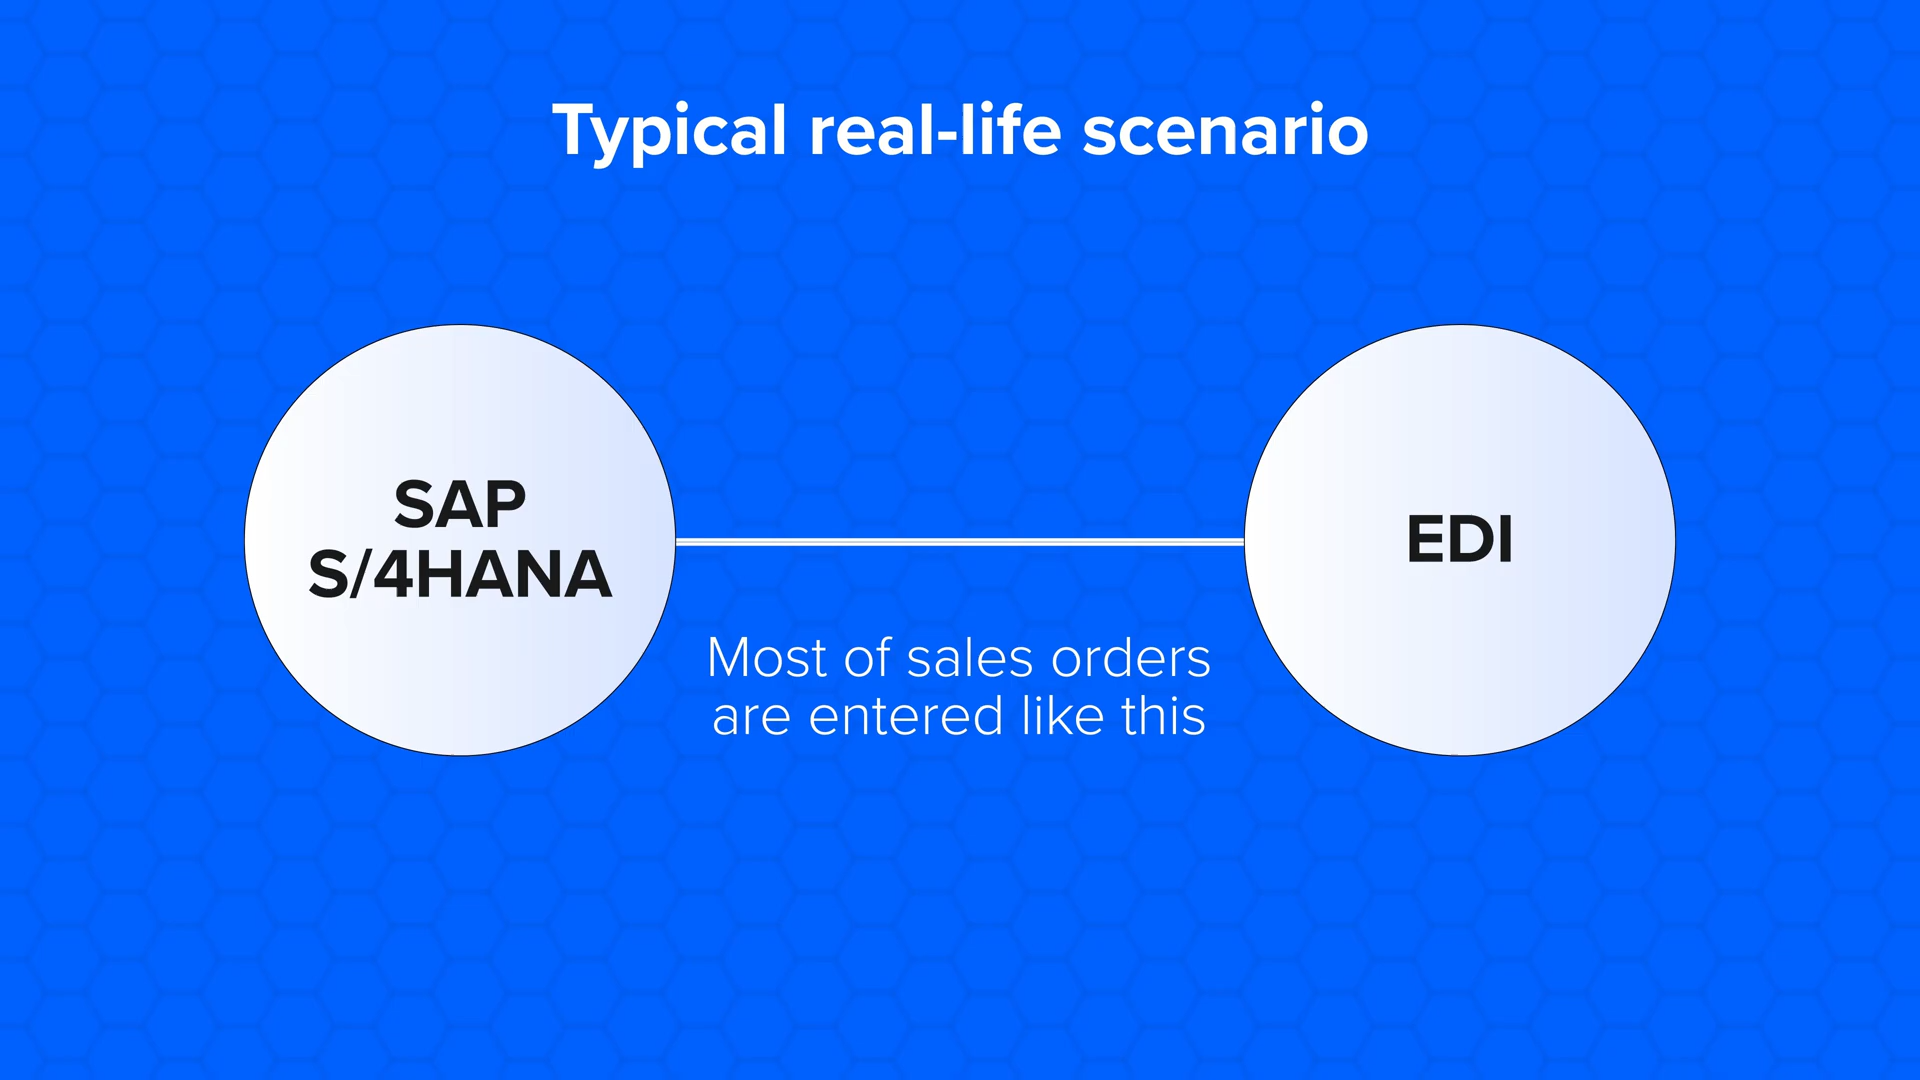 Typical real-life scenario
SAP
S/4HANA
EDI
Most of sales orders
are entered like this